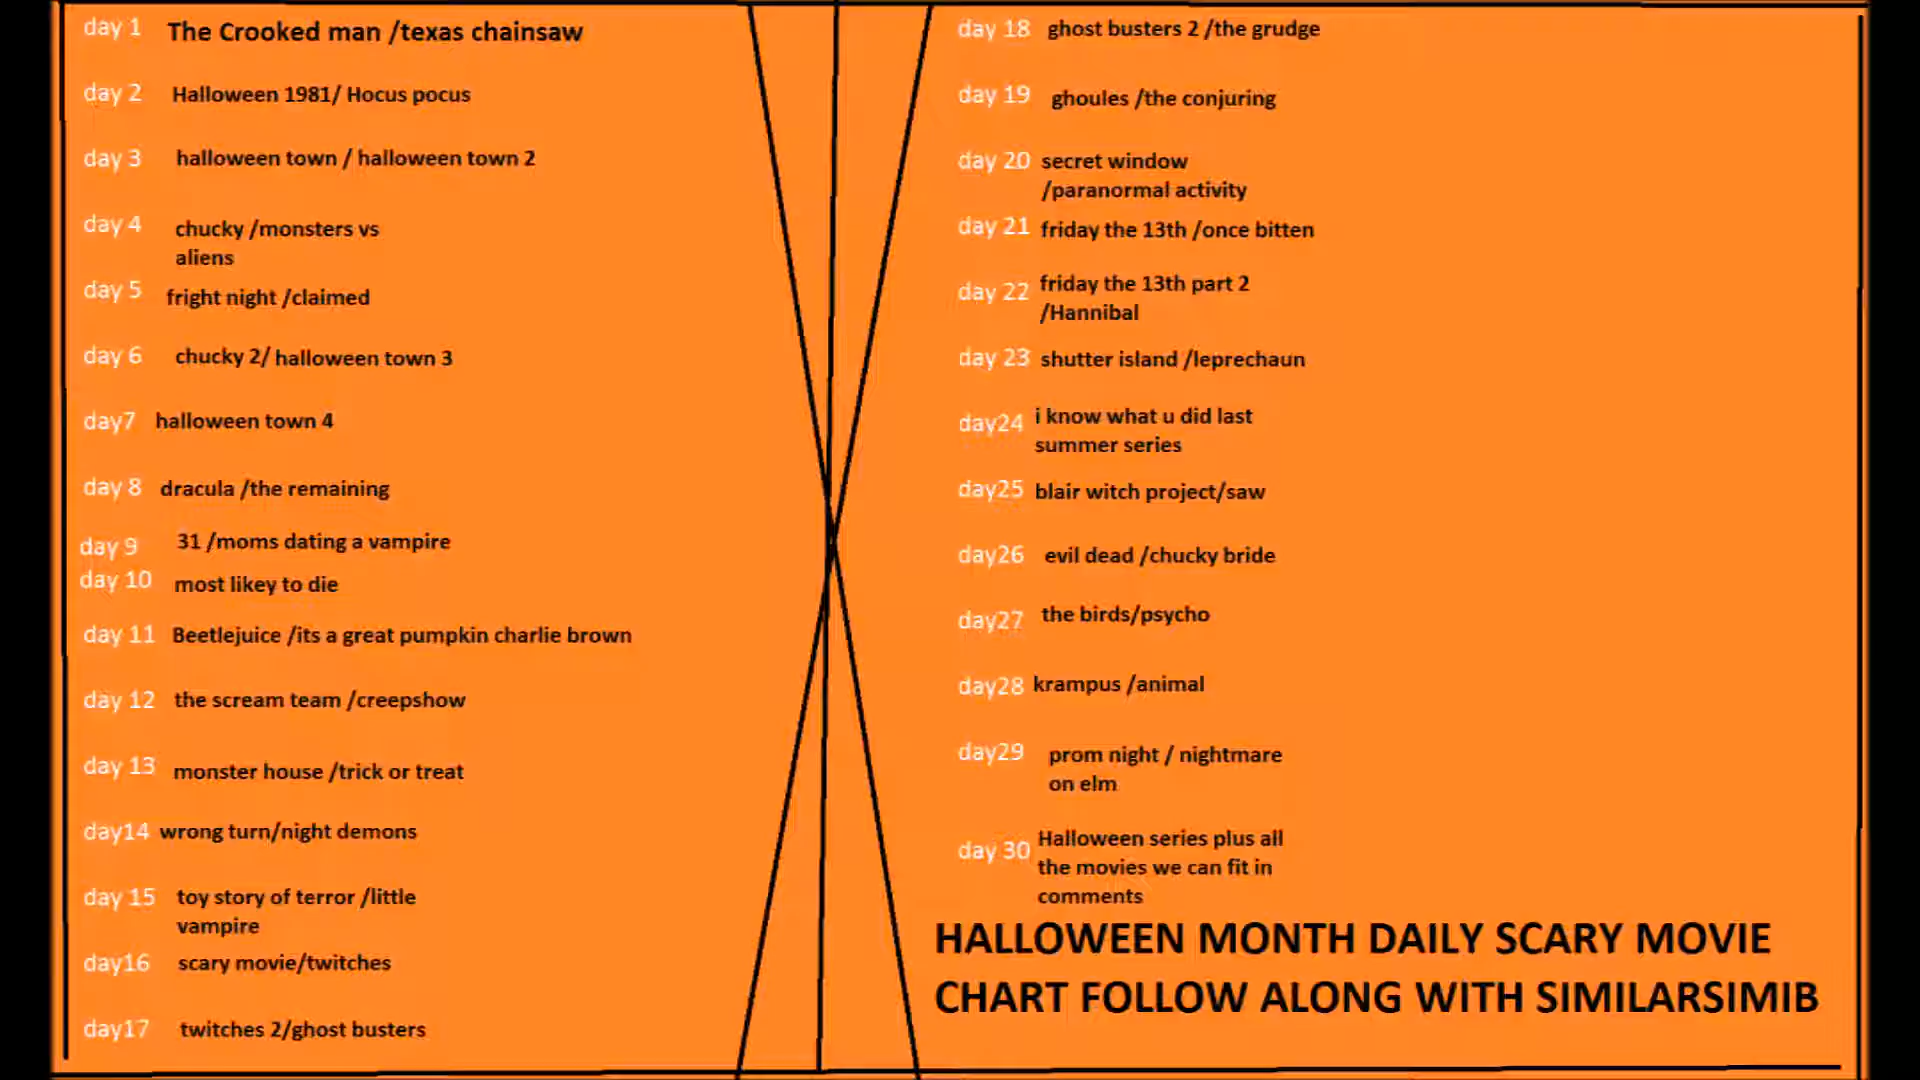 day 1 The Crooked man /texas chainsaw
day 2 Halloween 1981/ Hocus pocus
day 3 halloween town / halloween town 2
day 4 chucky /monsters vs
aliens
day 5 fright night /claimed
day 6 chucky 2/ halloween town 3
day7 halloween town 4
day 8 dracula /the remaining
day 9 31 /moms dating a vampire
day 10 most likey to die
day 11 Beetlejuice /its a great pumpkin charlie brown
day 12 the scream team /creepshow
day 13 monster house /trick or treat
day14 wrong turn/night demons
day 15 toy story of terror /little
vampire
day16 scary movie/twitches
day17 twitches 2/ghost busters
day 18 ghost busters 2 /the grudge
day 19 ghoules /the conjuring
day 20 secret window
/paranormal activity
day 21 friday the 13th /once bitten
day 22 friday the 13th part 2
/Hannibal
day 23 shutter island /leprechaun
day24 i know what u did last
summer series
day25 blair witch project/saw
day26 evil dead /chucky bride
day27 the birds/psycho
day28 krampus /animal
day29 prom night / nightmare
on elm
day 30 Halloween series plus all
the movies we can fit in
comments
HALLOWEEN MONTH DAILY SCARY MOVIE
CHART FOLLOW ALONG WITH SIMILARSIMIB